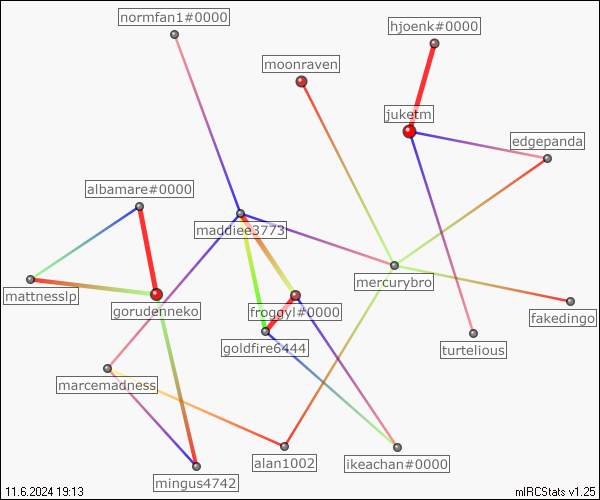 normfan1#0000
hjoenk#0000
moonraven
juketm
edgepanda
albamare#0000
maddiee3773
mercurybro
mattnesslp
gorudenneko
froggyl#0000
fakedingo
goldfire6444
turtelious
marcemadness
alan1002
ikeachan#0000
mingus4742
11.6.2024 19:13
mIRCStats v1.25